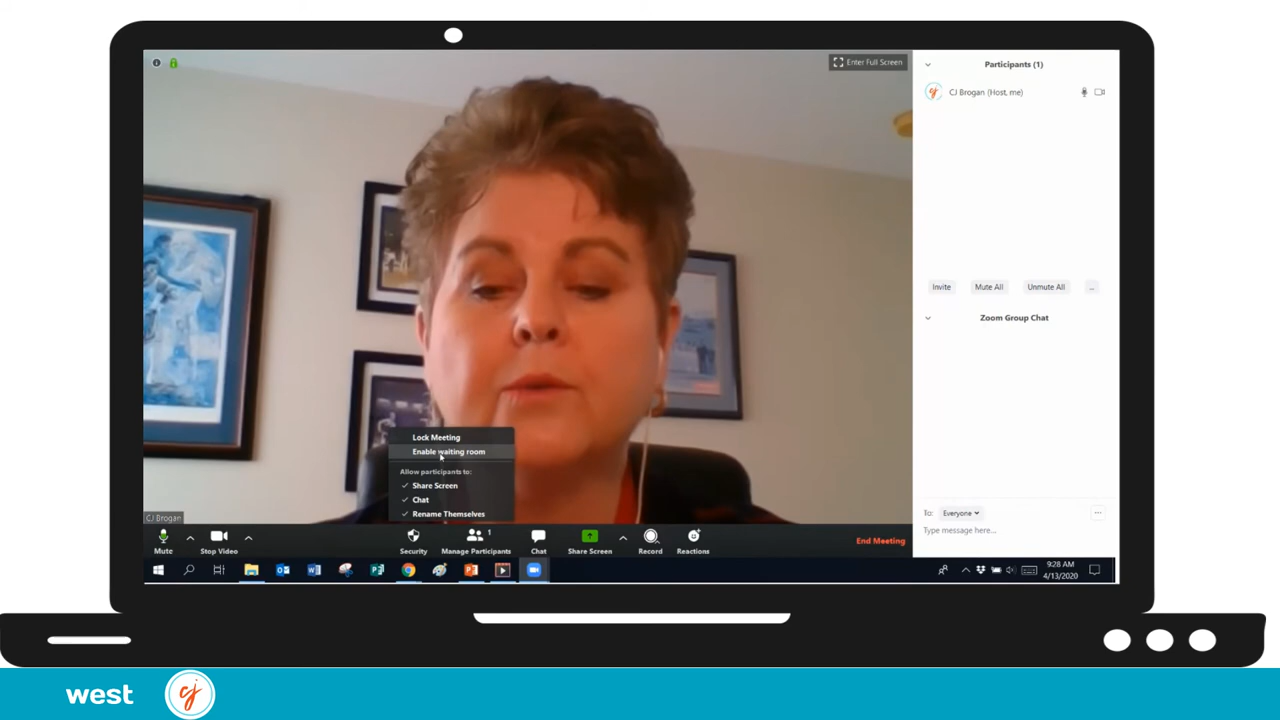 Enter Full Screen
Participants (1)
cj
CJ Brogan (Host, me)
Invite
Mute All
Unmute All
...
Zoom Group Chat
Lock Meeting
Enable waiting room
Allow participants to:
✓ Share Screen
✓ Chat
✓ Rename Themselves
To: Everyone
...
Type message here...
CJ Brogan
1
Mute
Stop Video
Security
Manage Participants
Chat
Share Screen
Record
Reactions
End Meeting
9:28 AM
4/13/2020
west
cj